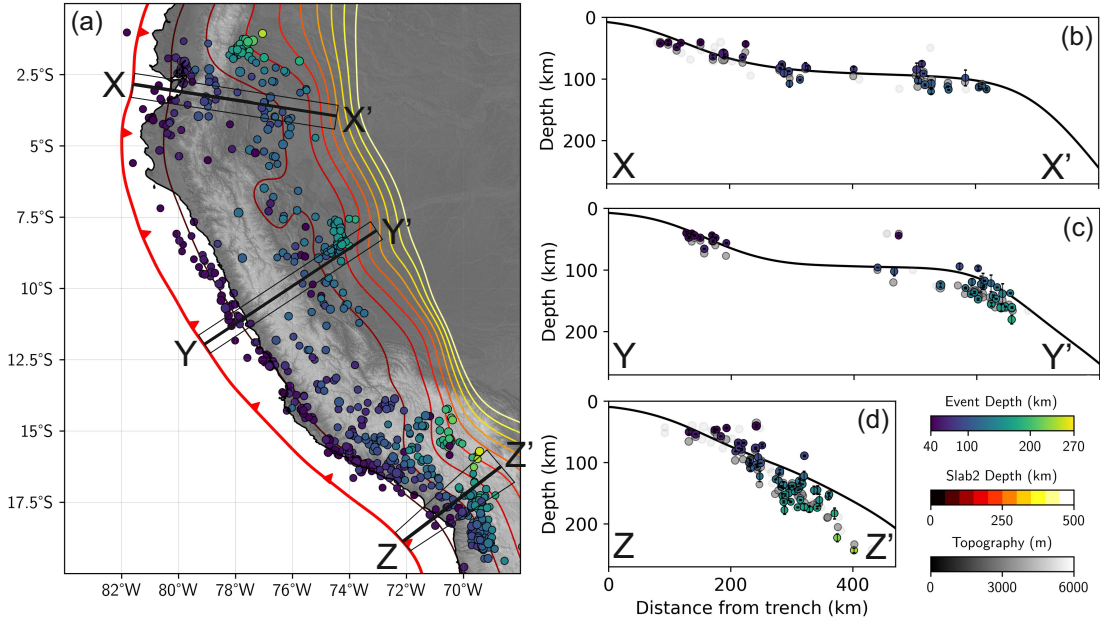 (a)
2.5°S
5°S
7.5°S
10°S
12.5°S
15°S
17.5°S
82°W
80°W
78°W
76°W
74°W
72°W
70°W
X
X’
Y
Y’
Z
Z’
(b)
Depth (km)
0
100
200
X
X’
(c)
Depth (km)
0
100
200
Y
Y’
(d)
Depth (km)
0
100
200
Z
Z’
0
200
400
Distance from trench (km)
Event Depth (km)
40
100
200
270
Slab2 Depth (km)
0
250
500
Topography (m)
0
3000
6000